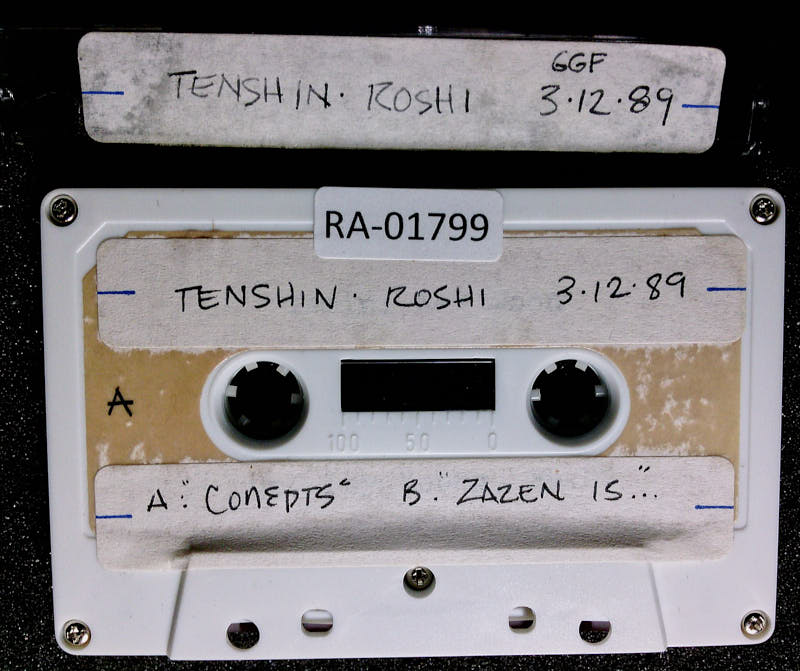 GGF
TENSHIN · ROSHI 3·12·89
RA-01799
TENSHIN · ROSHI 3·12·89
A
100 50 0
A: "CONEPTS" B. "ZAZEN IS..."